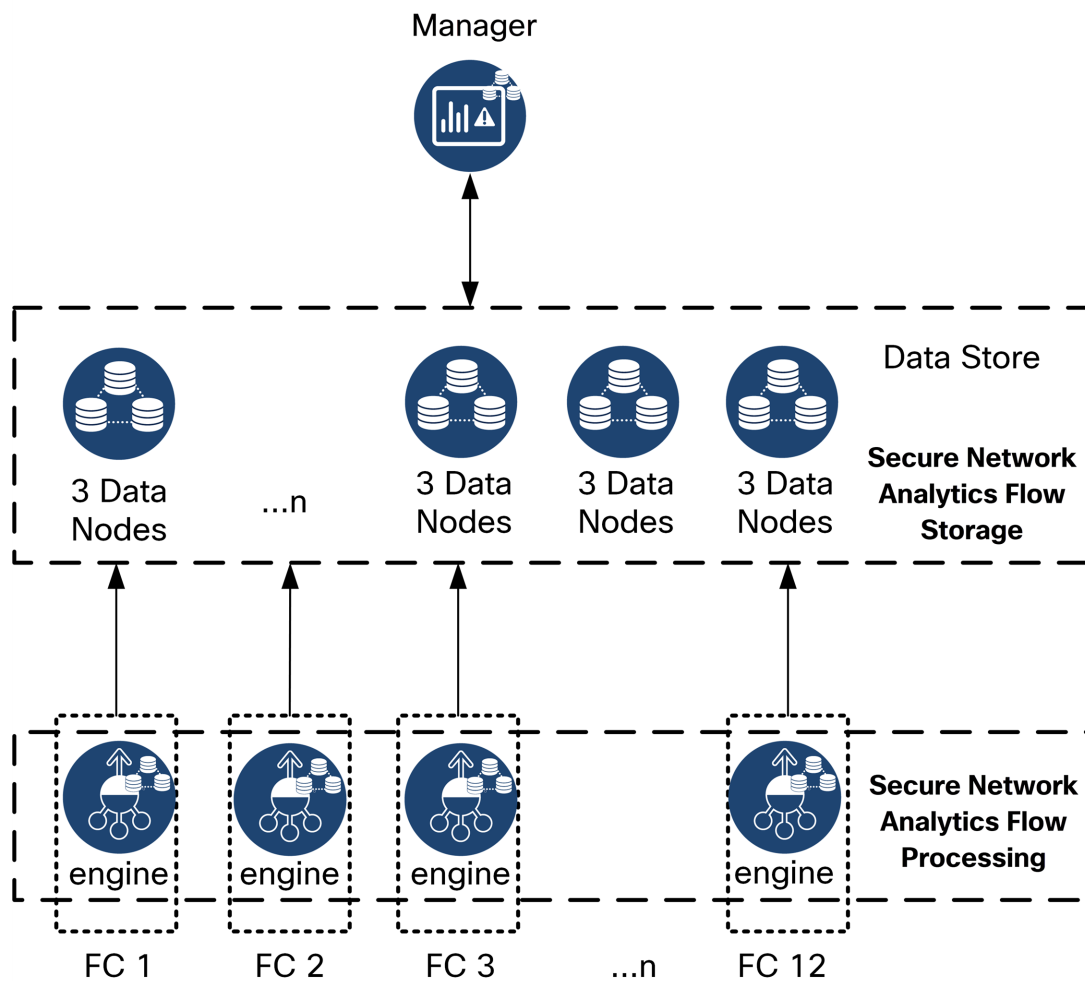 Manager
Data Store
3 Data
Nodes
...n
3 Data
Nodes
3 Data
Nodes
3 Data
Nodes
Secure Network
Analytics Flow
Storage
engine
engine
engine
engine
Secure Network
Analytics Flow
Processing
FC 1
FC 2
FC 3
...n
FC 12